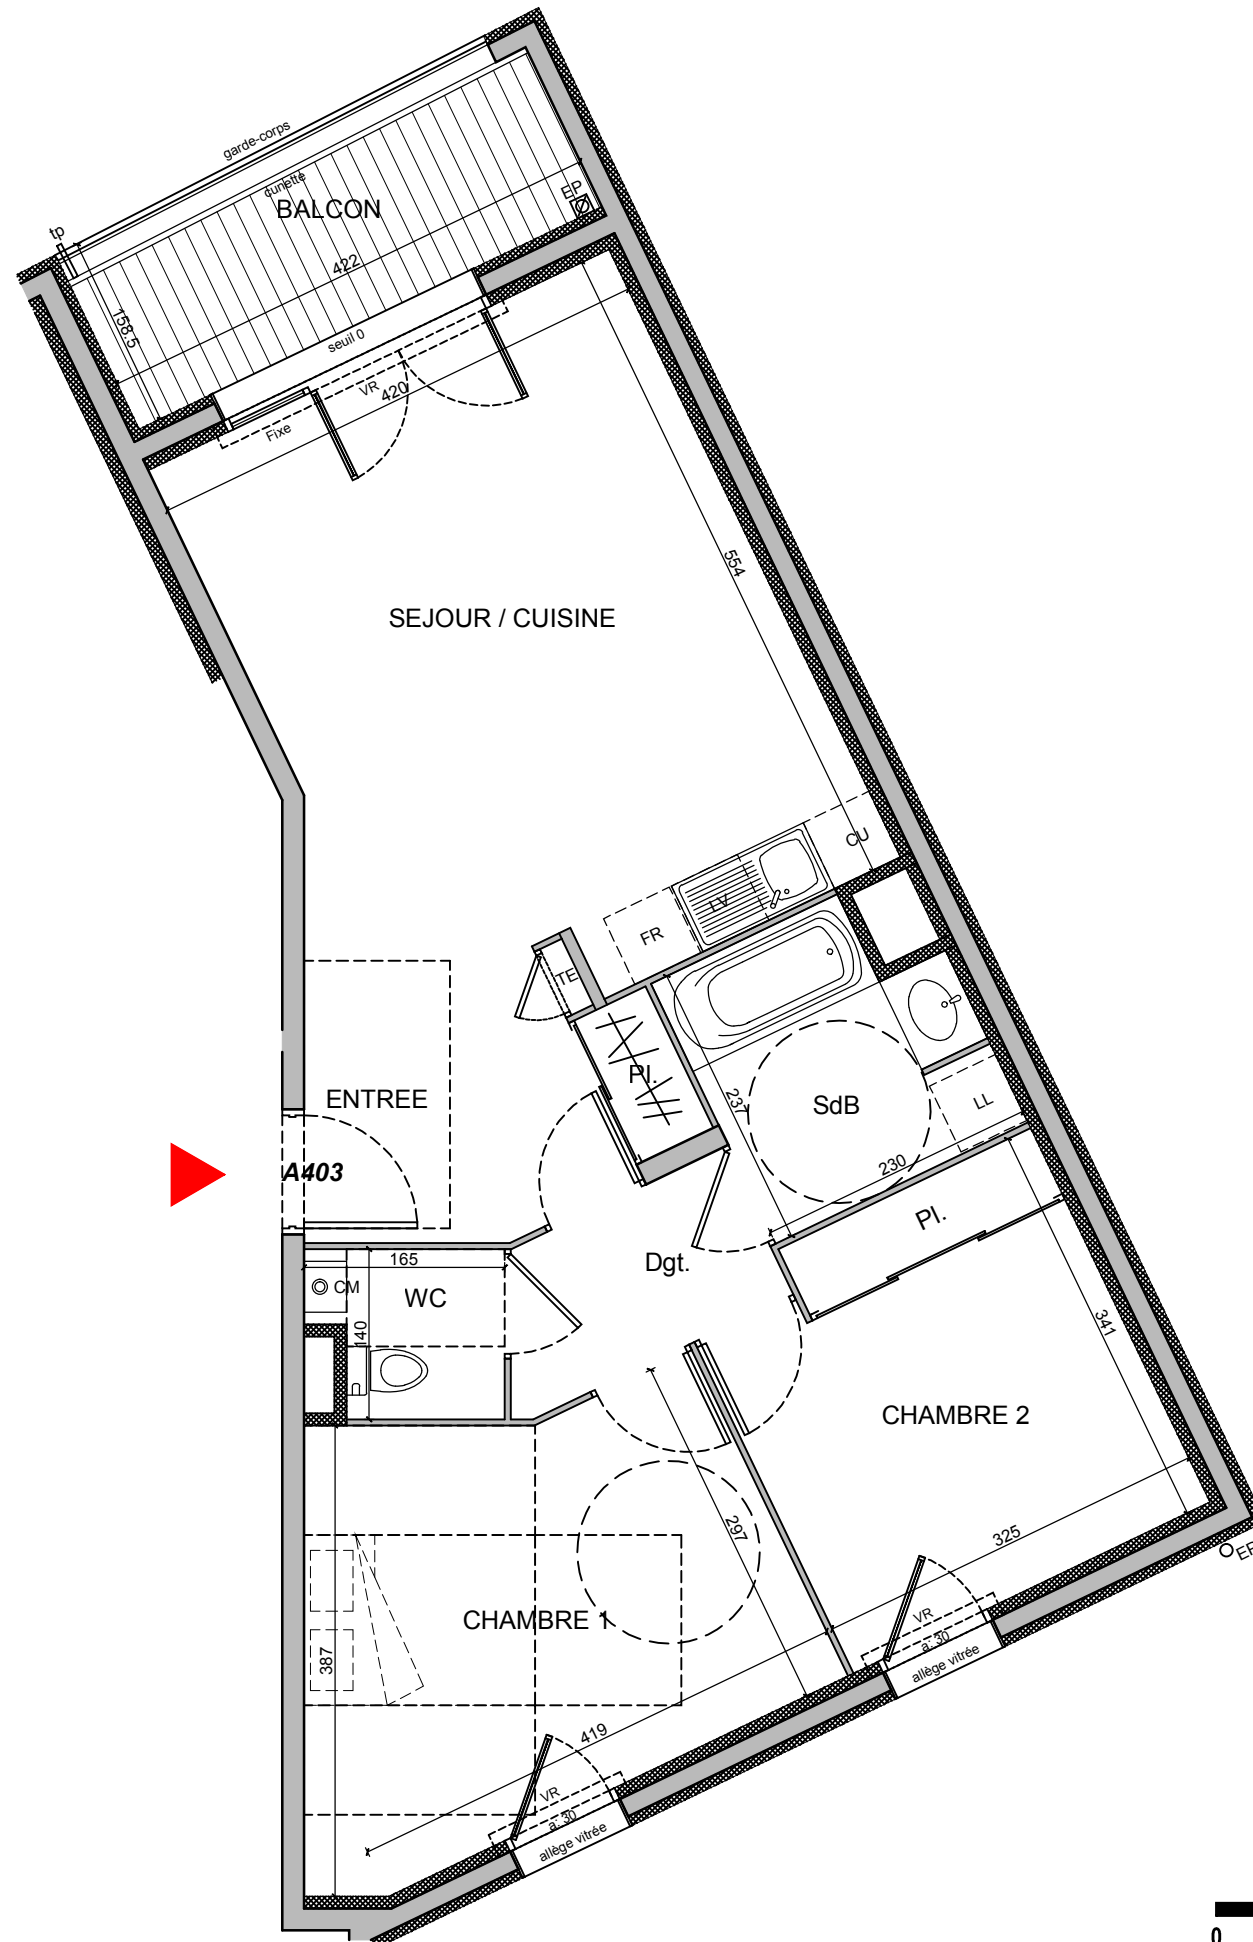 garde-corps
cunette
BALCON
EP
tp
422
158.5
seuil 0
VR
420
Fixe
554
SEJOUR / CUISINE
CU
LV
FR
TE
Pl.
ENTREE
SdB
LL
237
230
A403
Pl.
Dgt.
165
CM
WC
140
341
CHAMBRE 2
297
325
EP
CHAMBRE 1
387
VR
a: 30
allège vitrée
419
VR
a: 30
allège vitrée
0